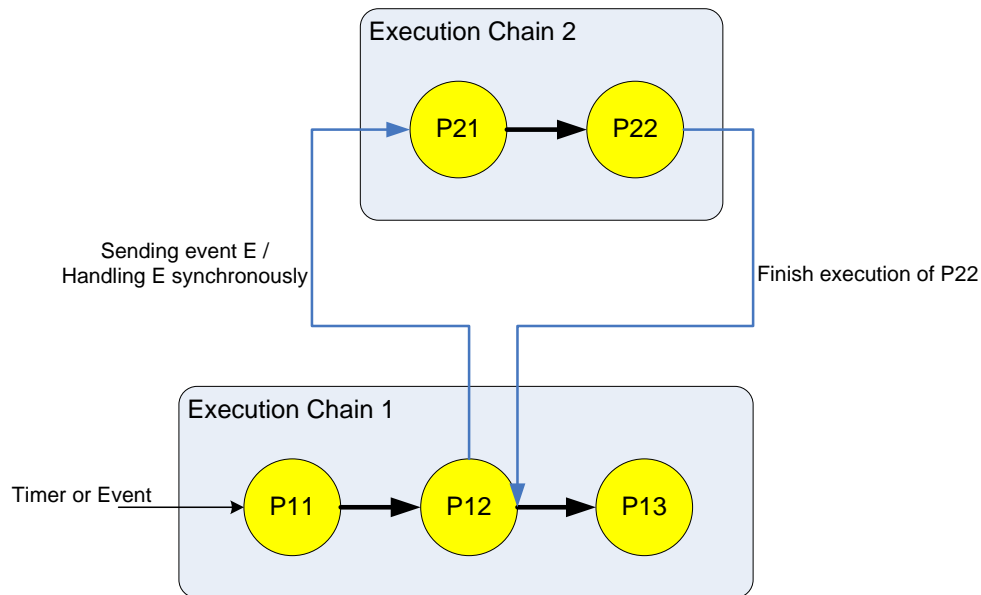 Execution Chain 2
P21
P22
Sending event E /
Handling E synchronously
Finish execution of P22
Execution Chain 1
Timer or Event
P11
P12
P13